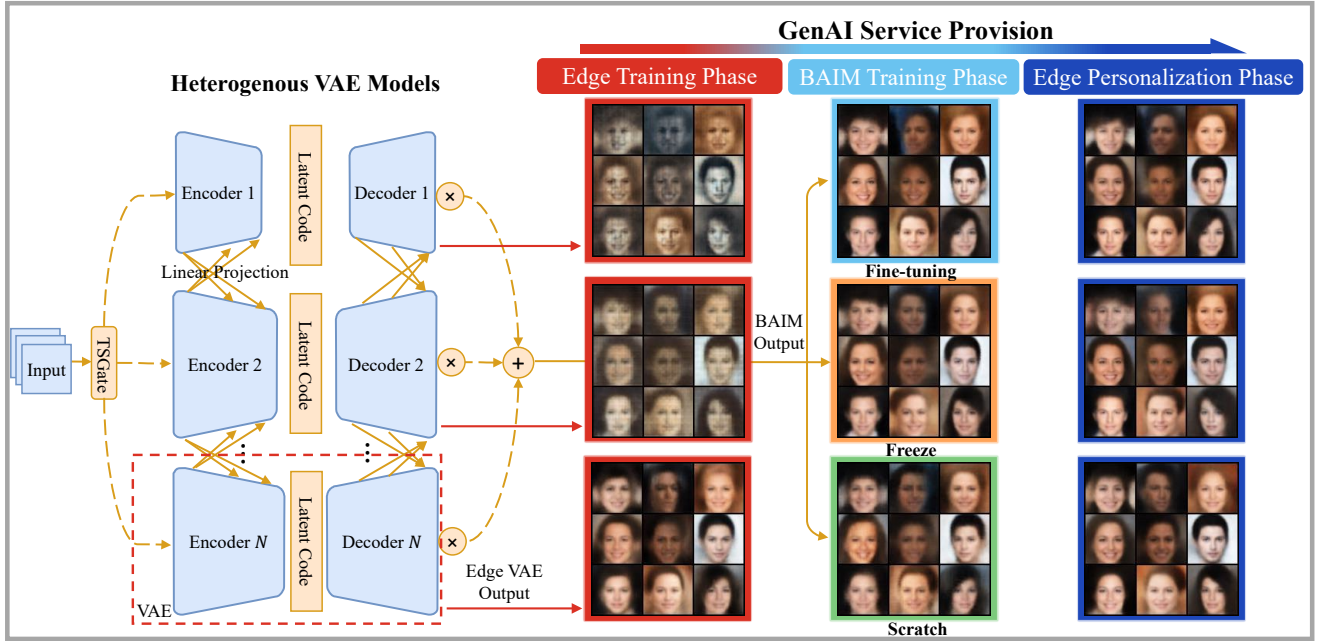 GenAI Service Provision
Edge Training Phase
BAIM Training Phase
Edge Personalization Phase
Heterogenous VAE Models
Encoder 1
Latent Code
Decoder 1
×
Linear Projection
Fine-tuning
Input
TSGate
Encoder 2
Latent Code
Decoder 2
×
+
BAIM
Output
Freeze
Encoder N
Latent Code
Decoder N
×
Edge VAE
Output
VAE
Scratch